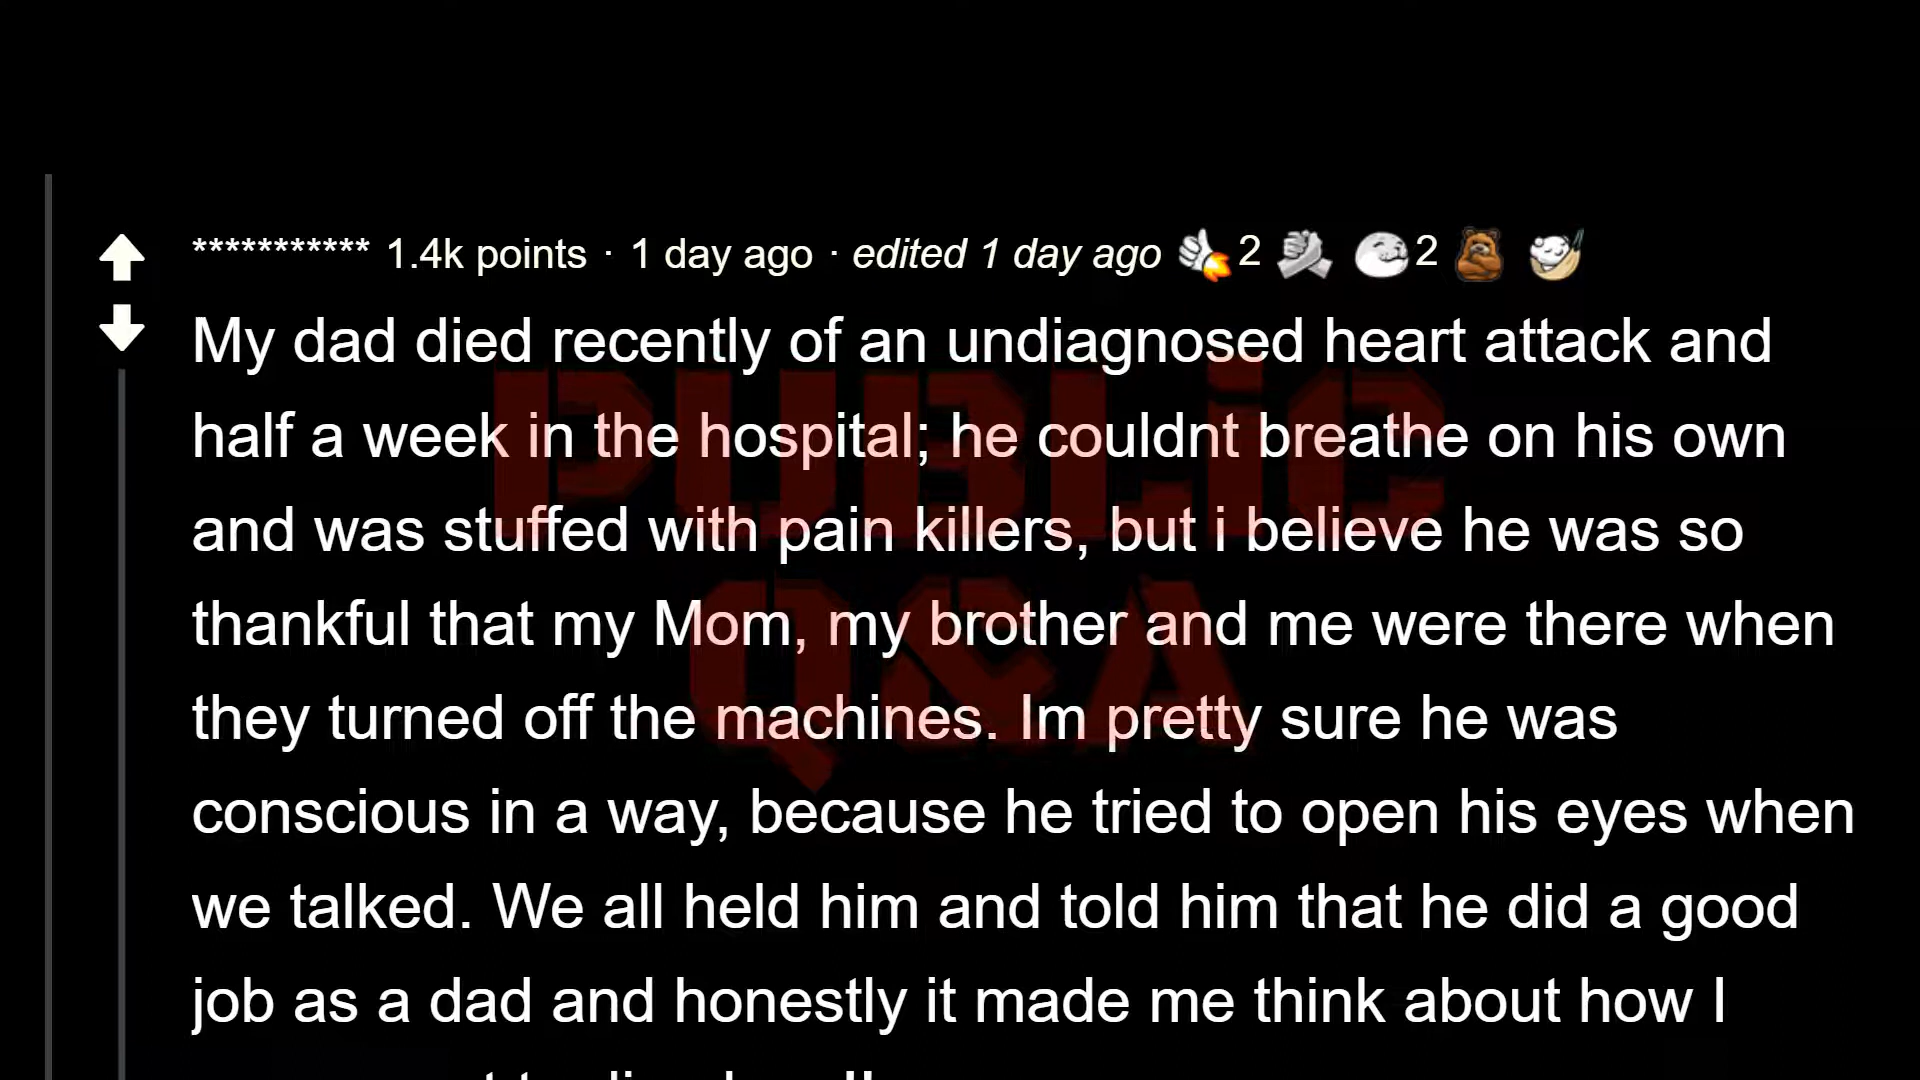 *********** 1.4k points · 1 day ago · edited 1 day ago 2 2
My dad died recently of an undiagnosed heart attack and
half a week in the hospital; he couldnt breathe on his own
and was stuffed with pain killers, but i believe he was so
thankful that my Mom, my brother and me were there when
they turned off the machines. Im pretty sure he was
conscious in a way, because he tried to open his eyes when
we talked. We all held him and told him that he did a good
job as a dad and honestly it made me think about how I
PUBLiC
Q&A